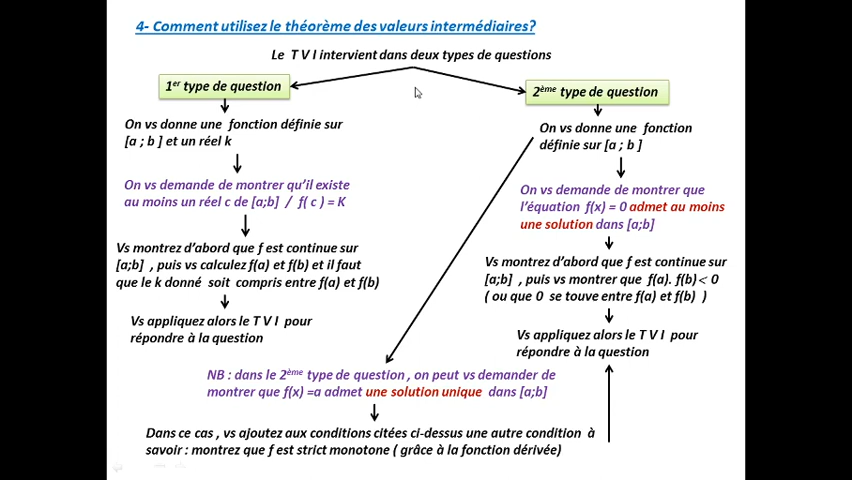 4- Comment utilisez le théorème des valeurs intermédiaires?
Le T V I intervient dans deux types de questions
1er type de question
On vs donne une fonction définie sur
[a ; b ] et un réel k
On vs demande de montrer qu'il existe
au moins un réel c de [a;b] / f( c ) = K
Vs montrez d'abord que f est continue sur
[a;b] , puis vs calculez f(a) et f(b) et il faut
que le k donné soit compris entre f(a) et f(b)
Vs appliquez alors le T V I pour
répondre à la question
2ème type de question
On vs donne une fonction
définie sur [a ; b ]
On vs demande de montrer que
l'équation f(x) = 0 admet au moins
une solution dans [a;b]
Vs montrez d'abord que f est continue sur
[a;b] , puis vs montrer que f(a). f(b)< 0
( ou que 0 se touve entre f(a) et f(b) )
Vs appliquez alors le T V I pour
répondre à la question
NB : dans le 2ème type de question , on peut vs demander de
montrer que f(x) =a admet une solution unique dans [a;b]
Dans ce cas , vs ajoutez aux conditions citées ci-dessus une autre condition à
savoir : montrez que f est strict monotone ( grâce à la fonction dérivée)